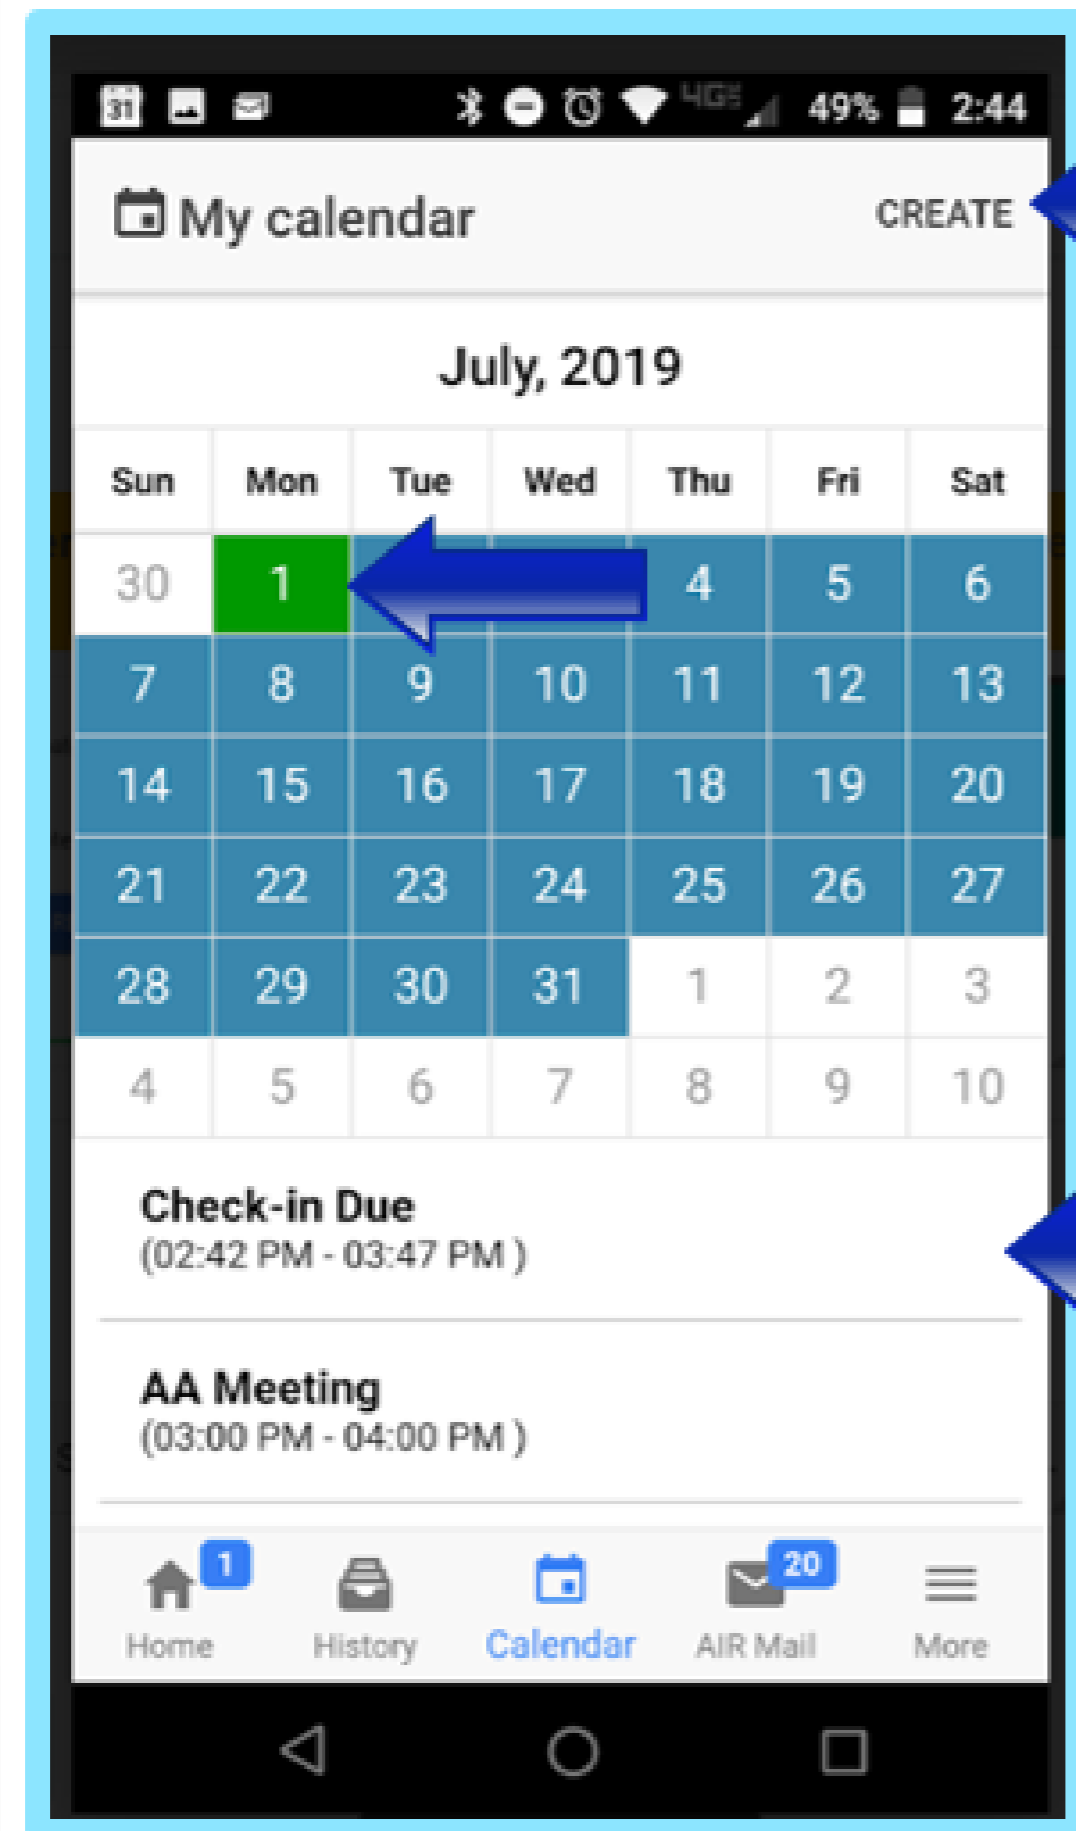 31 4G 49% 2:44
My calendar CREATE
July, 2019
Sun Mon Tue Wed Thu Fri Sat
30 1 4 5 6
7 8 9 10 11 12 13
14 15 16 17 18 19 20
21 22 23 24 25 26 27
28 29 30 31 1 2 3
4 5 6 7 8 9 10
Check-in Due
(02:42 PM - 03:47 PM )
AA Meeting
(03:00 PM - 04:00 PM )
1 20
Home History Calendar AIR Mail More